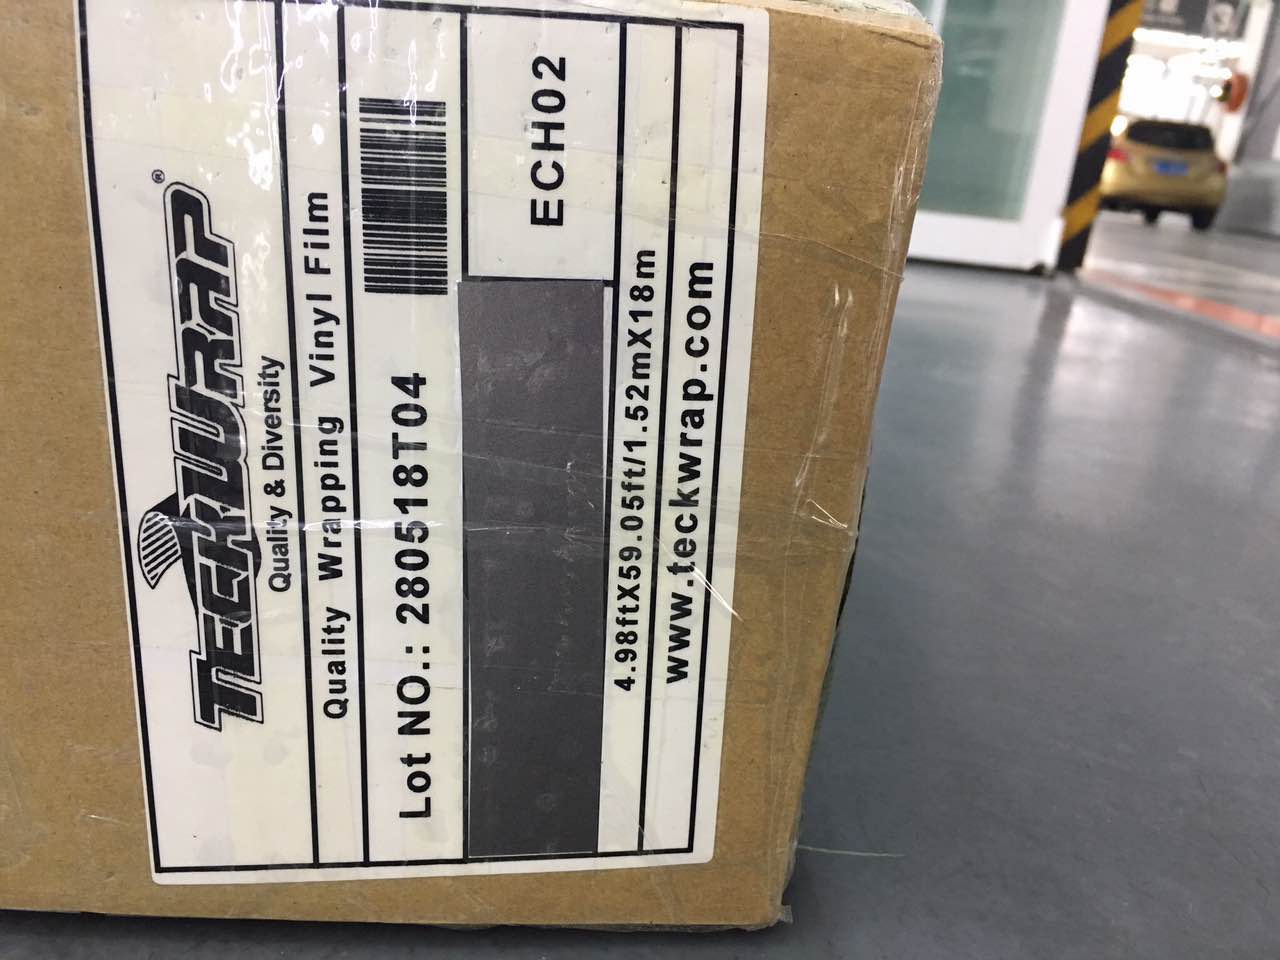 TECKWRAP®
Quality & Diversity
Quality Wrapping Vinyl Film
Lot NO.: 280518T04
ECH02
4.98ftX59.05ft/1.52mX18m
www.teckwrap.com
3